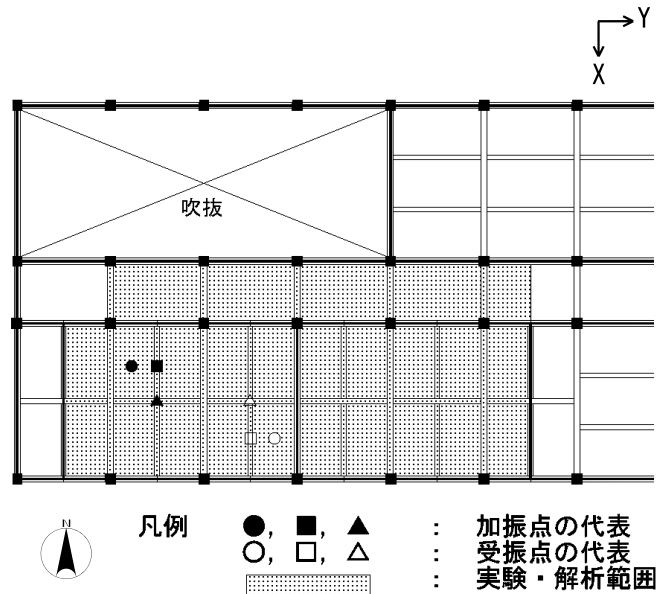 Y
X
吹抜
N
凡例
●, ■, ▲ : 加振点の代表
○, □, △ : 受振点の代表
: 実験・解析範囲